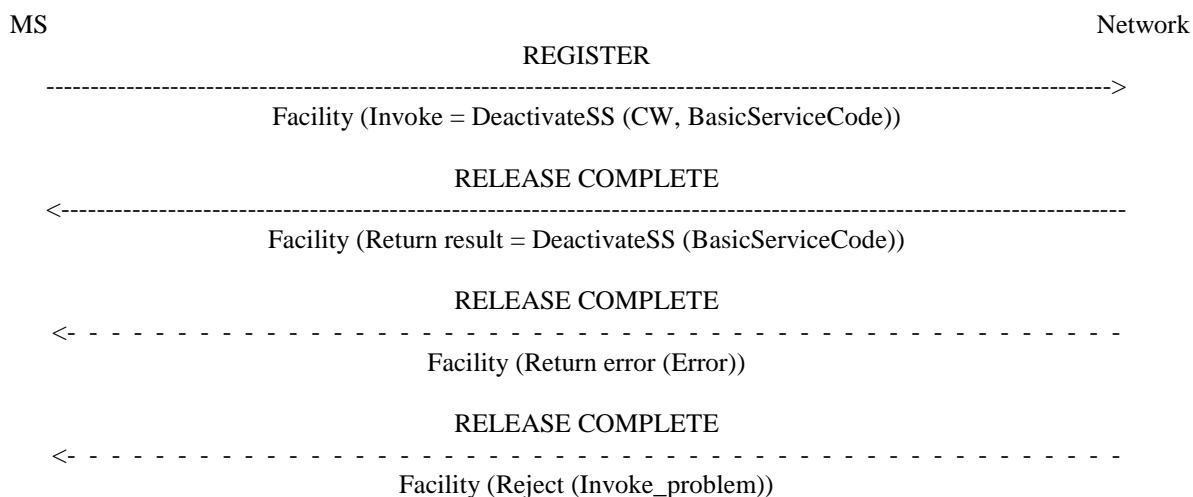 MS Network
REGISTER
------------------------------------------------------------------------------------------------------------------------>
Facility (Invoke = DeactivateSS (CW, BasicServiceCode))
RELEASE COMPLETE
<------------------------------------------------------------------------------------------------------------------------
Facility (Return result = DeactivateSS (BasicServiceCode))
RELEASE COMPLETE
<- - - - - - - - - - - - - - - - - - - - - - - - - - - - - - - - - - - - - - - - - - - - - - - -
Facility (Return error (Error))
RELEASE COMPLETE
<- - - - - - - - - - - - - - - - - - - - - - - - - - - - - - - - - - - - - - - - - - - - - - - -
Facility (Reject (Invoke_problem))